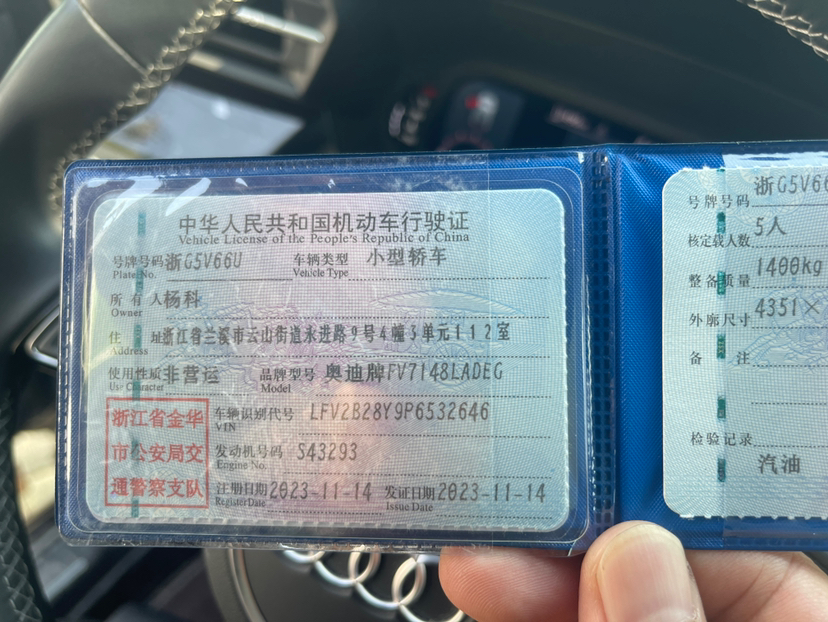 中华人民共和国机动车行驶证
Vehicle License of the People's Republic of China
号牌号码 浙G5V66U 车辆类型 小型轿车
Plate No. Vehicle Type
所有人 杨科
Owner
住址 浙江省兰溪市云山街道永进路9号4幢3单元112室
Address
使用性质 非营运 品牌型号 奥迪牌FV7148LADEG
Use Character Model
浙江省金华
市公安局交
通警察支队
车辆识别代号 LFV2B28Y9P6532646
VIN
发动机号码 S43293
Engine No.
注册日期 2023-11-14 发证日期 2023-11-14
Register Date Issue Date
号牌号码 浙G5V66
核定载人数 5人
整备质量 1400kg
外廓尺寸 4351×
备注
检验记录
汽油